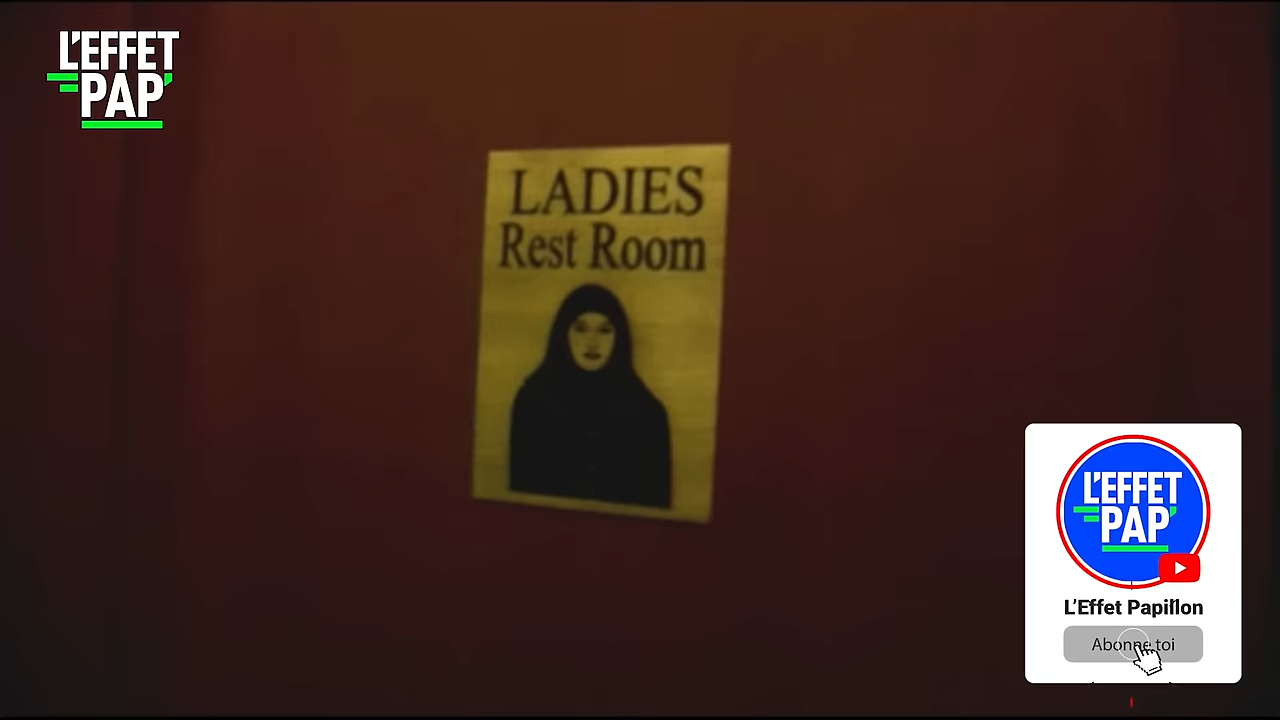 L'EFFET
PAP'
LADIES
Rest Room
L'EFFET
PAP'
L'Effet Papillon
Abonne toi